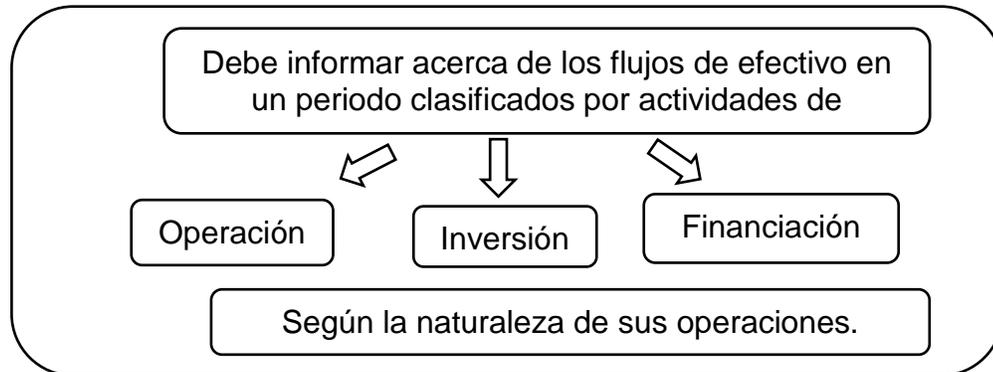 Debe informar acerca de los flujos de efectivo en
un periodo clasificados por actividades de
Operación
Inversión
Financiación
Según la naturaleza de sus operaciones.